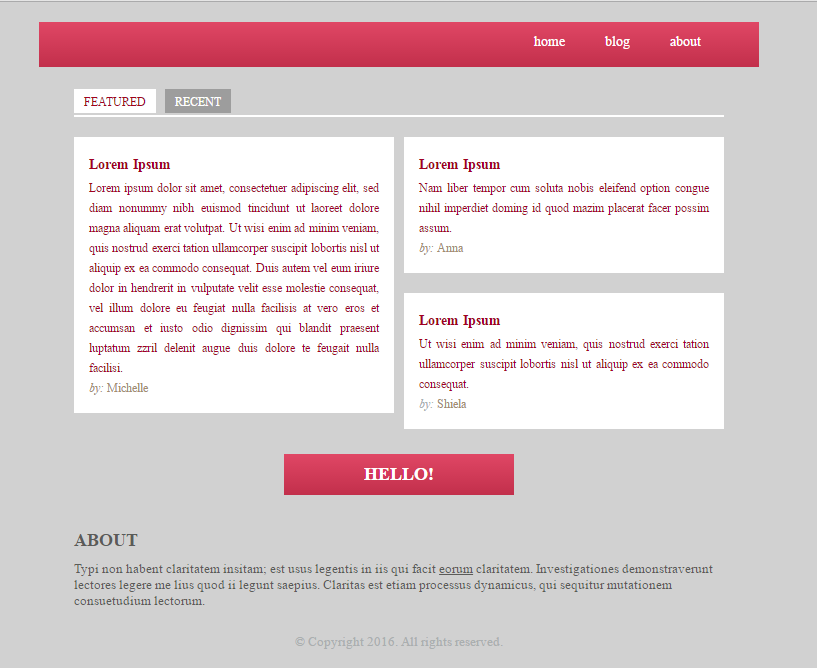 home blog about
FEATURED RECENT
Lorem Ipsum
Lorem ipsum dolor sit amet, consectetuer adipiscing elit, sed
diam nonummy nibh euismod tincidunt ut laoreet dolore
magna aliquam erat volutpat. Ut wisi enim ad minim veniam,
quis nostrud exerci tation ullamcorper suscipit lobortis nisl ut
aliquip ex ea commodo consequat. Duis autem vel eum iriure
dolor in hendrerit in vulputate velit esse molestie consequat,
vel illum dolore eu feugiat nulla facilisis at vero eros et
accumsan et iusto odio dignissim qui blandit praesent
luptatum zzril delenit augue duis dolore te feugait nulla
facilisi.
by: Michelle
Lorem Ipsum
Nam liber tempor cum soluta nobis eleifend option congue
nihil imperdiet doming id quod mazim placerat facer possim
assum.
by: Anna
Lorem Ipsum
Ut wisi enim ad minim veniam, quis nostrud exerci tation
ullamcorper suscipit lobortis nisl ut aliquip ex ea commodo
consequat.
by: Shiela
HELLO!
ABOUT
Typi non habent claritatem insitam; est usus legentis in iis qui facit eorum claritatem. Investigationes demonstraverunt
lectores legere me lius quod ii legunt saepius. Claritas est etiam processus dynamicus, qui sequitur mutationem
consuetudium lectorum.
© Copyright 2016. All rights reserved.